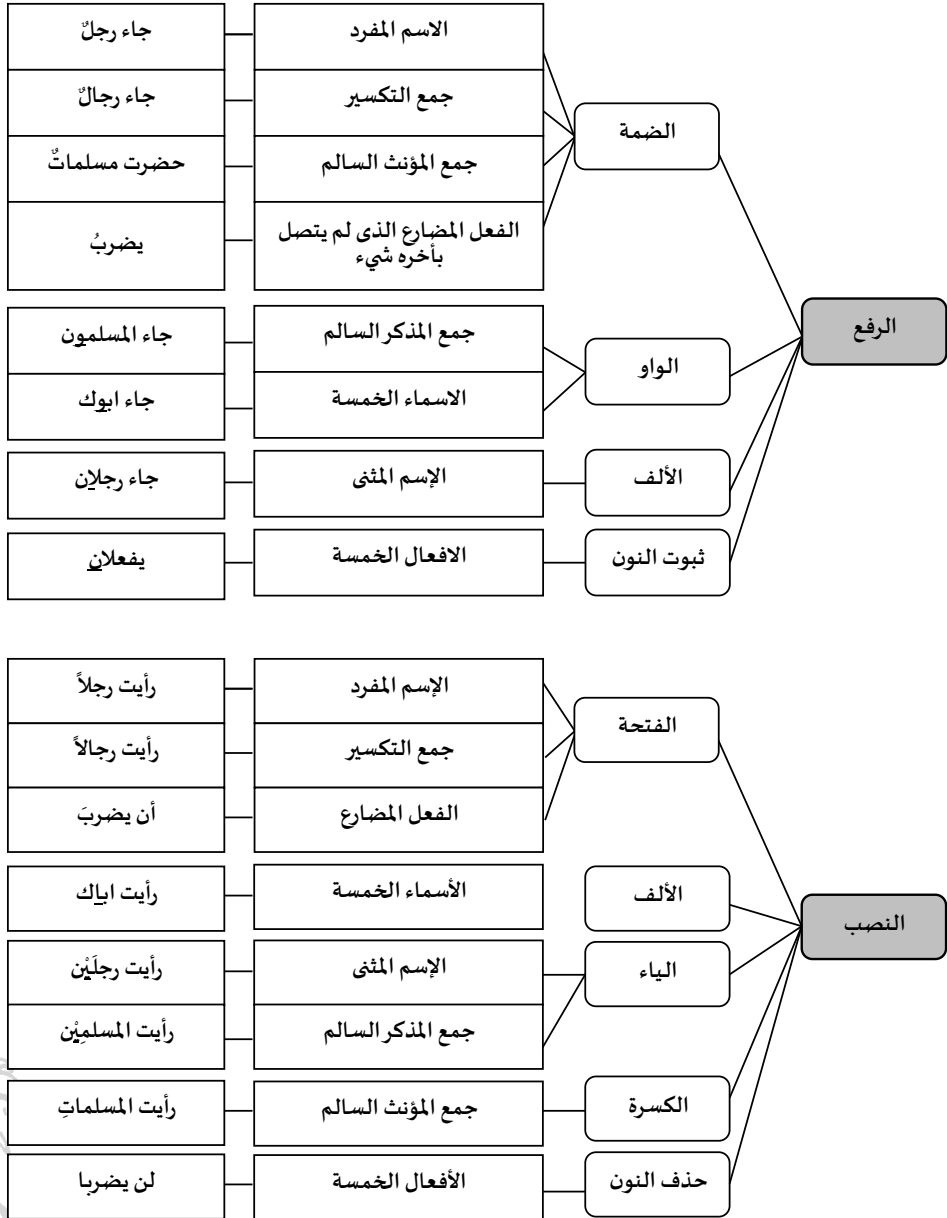 الرفع
الضمة
الاسم المفرد
جاء رجلٌ
جمع التكسير
جاء رجالٌ
جمع المؤنث السالم
حضرت مسلماتٌ
الفعل المضارع الذى لم يتصل
بأخره شيء
يضربُ
الواو
جمع المذكر السالم
جاء المسلمون
الاسماء الخمسة
جاء ابوك
الألف
الإسم المثنى
جاء رجلان
ثبوت النون
الافعال الخمسة
يفعلان
النصب
الفتحة
الإسم المفرد
رأيت رجلاً
جمع التكسير
رأيت رجالاً
الفعل المضارع
أن يضربَ
الألف
الأسماء الخمسة
رأيت اباك
الياء
الإسم المثنى
رأيت رجلَيْن
جمع المذكر السالم
رأيت المسلمِيْن
الكسرة
جمع المؤنث السالم
رأيت المسلماتِ
حذف النون
الأفعال الخمسة
لن يضربا